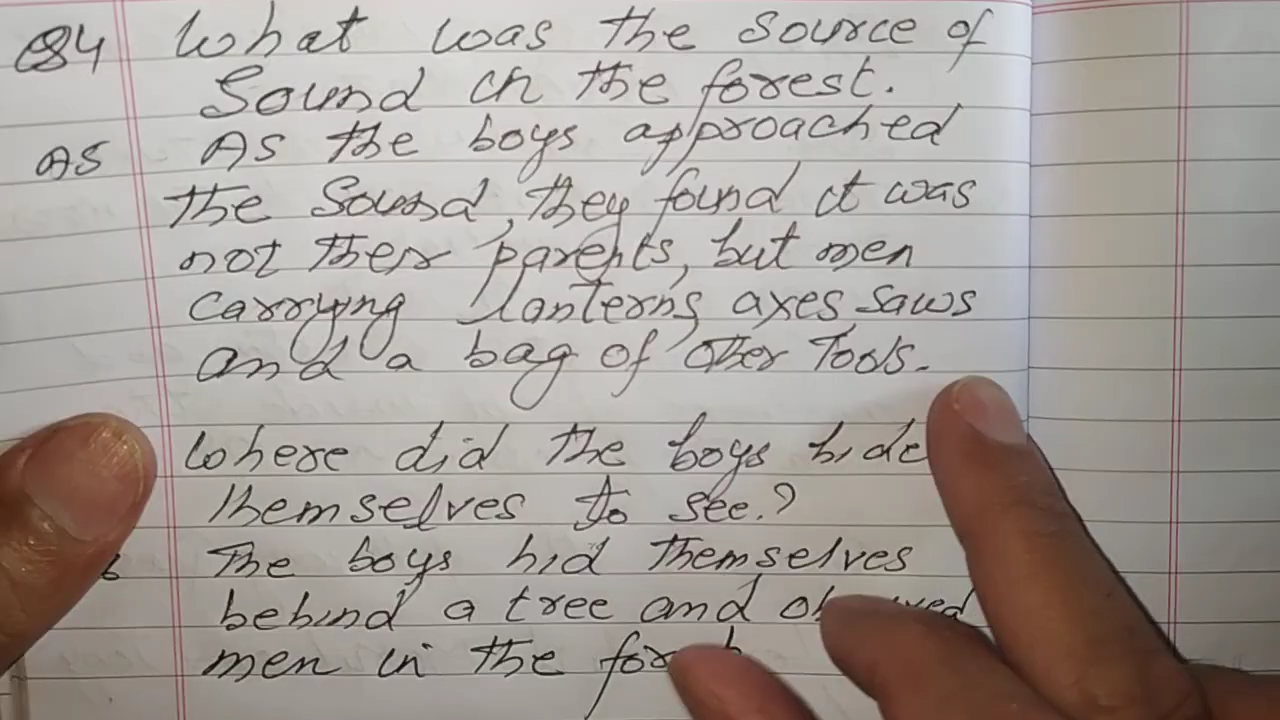 Q4 What was the source of
Sound in the forest.
A5 As the boys approached
the Sound, they found it was
not their parents, but men
carrying lanterns, axes saws
and a bag of other Tools.
Where did the boys hide
themselves to see.?
6 The boys hid themselves
behind a tree and
men in the